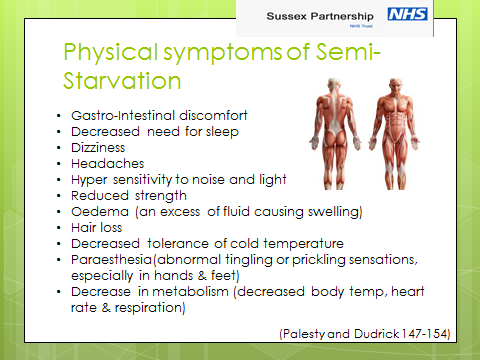 Sussex Partnership NHS
NHS Trust
Physical symptoms of Semi-
Starvation
• Gastro-Intestinal discomfort
• Decreased need for sleep
• Dizziness
• Headaches
• Hyper sensitivity to noise and light
• Reduced strength
• Oedema (an excess of fluid causing swelling)
• Hair loss
• Decreased tolerance of cold temperature
• Paraesthesia(abnormal tingling or prickling sensations,
especially in hands & feet)
• Decrease in metabolism (decreased body temp, heart
rate & respiration)
(Palesty and Dudrick 147-154)